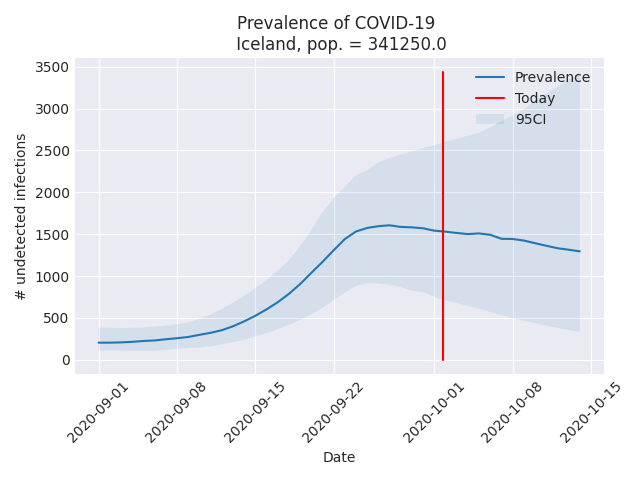 Prevalence of COVID-19
Iceland, pop. = 341250.0
3500
3000
2500
2000
1500
1000
500
0
# undetected infections
Prevalence
Today
95CI
2020-09-01
2020-09-08
2020-09-15
2020-09-22
2020-10-01
2020-10-08
2020-10-15
Date